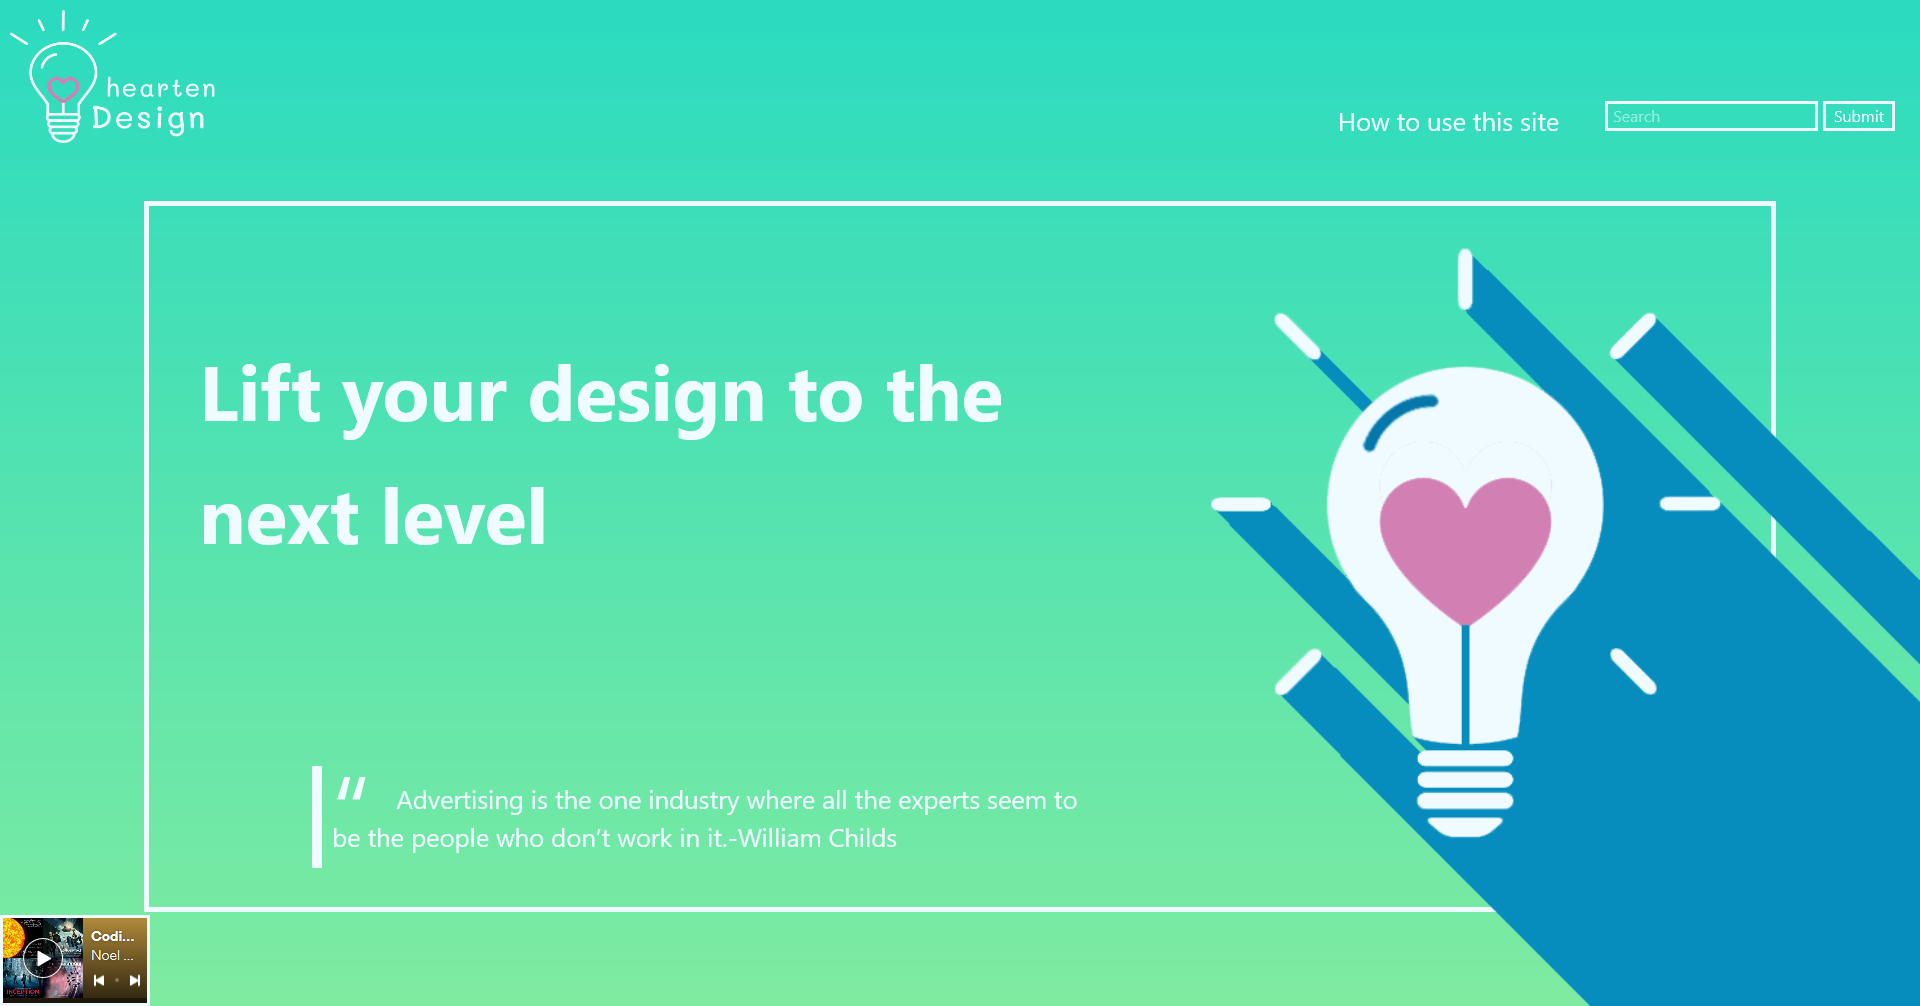 hearten
Design
How to use this site
Search
Submit
Lift your design to the
next level
“ Advertising is the one industry where all the experts seem to
be the people who don't work in it.-William Childs
Codi...
Noel ...
INCEPTION